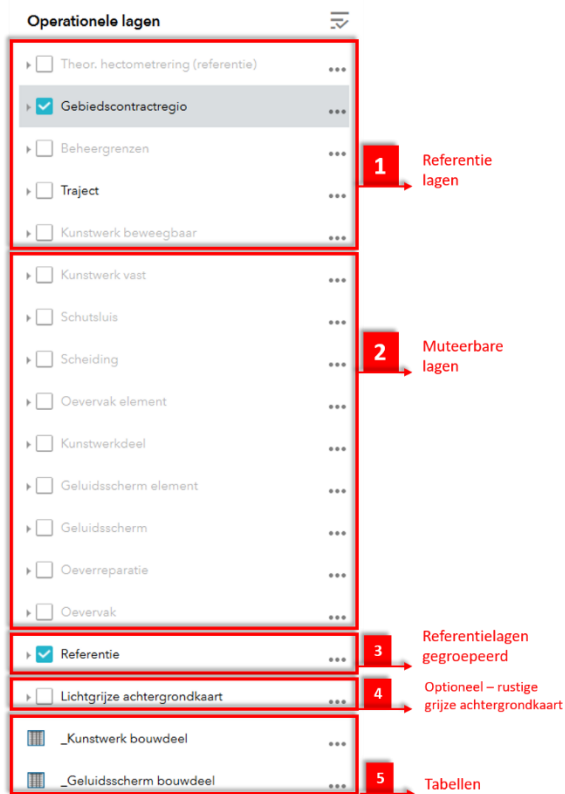 Operationele lagen
Theor. hectometrering (referentie)
Gebiedscontractregio
Beheergrenzen
Traject
Kunstwerk beweegbaar
1
Referentie
lagen
Kunstwerk vast
Schutsluis
Scheiding
Oevervak element
Kunstwerkdeel
Geluidsscherm element
Geluidsscherm
Oeverreparatie
Oevervak
2
Muteerbare
lagen
Referentie
3
Referentielagen
gegroepeerd
Lichtgrijze achtergrondkaart
4
Optioneel – rustige
grijze achtergrondkaart
_Kunstwerk bouwdeel
_Geluidsscherm bouwdeel
5
Tabellen